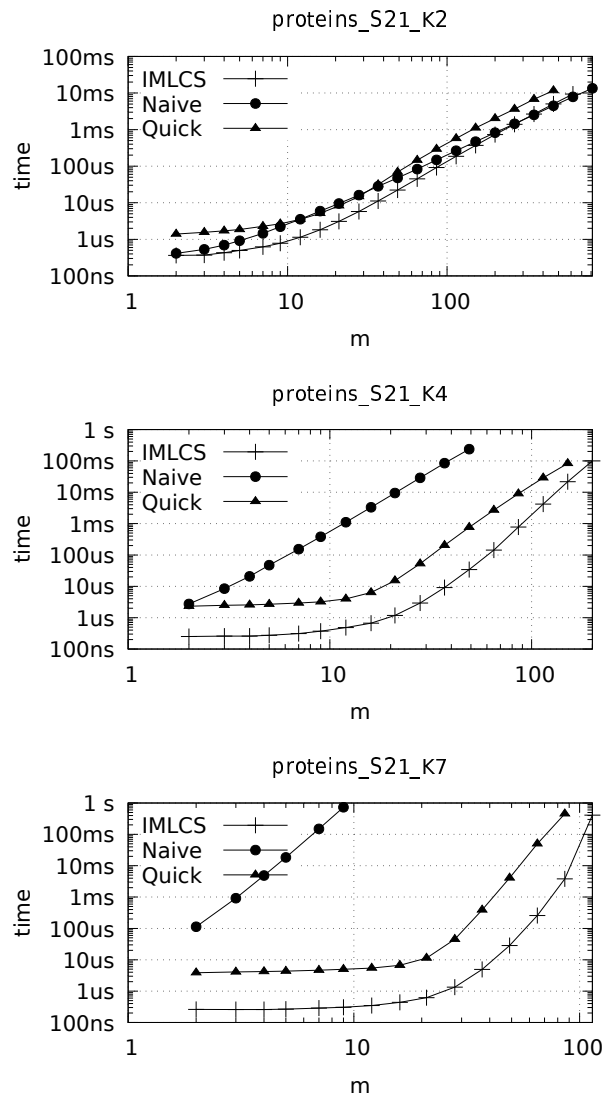 proteins_S21_K2
100ms
10ms
1ms
100us
10us
1us
100ns
time
IMLCS
Naive
Quick
1
10
100
m
proteins_S21_K4
1 s
100ms
10ms
1ms
100us
10us
1us
100ns
time
IMLCS
Naive
Quick
1
10
100
m
proteins_S21_K7
1 s
100ms
10ms
1ms
100us
10us
1us
100ns
time
IMLCS
Naive
Quick
1
10
100
m